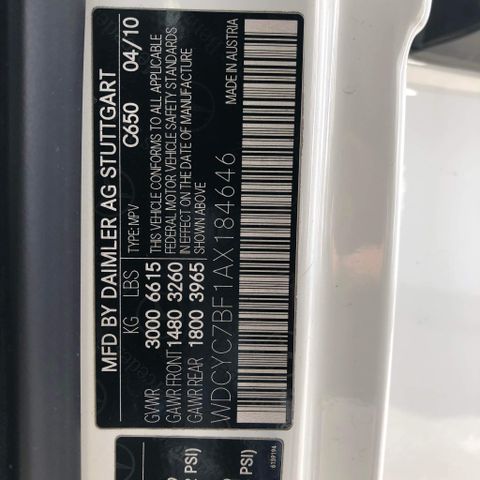 MFD BY DAIMLER AG STUTTGART
C650 04/10
KG LBS TYPE: MPV
GVWR 3000 6615 THIS VEHICLE CONFORMS TO ALL APPLICABLE
GAWR FRONT 1480 3260 FEDERAL MOTOR VEHICLE SAFETY STANDARDS
GAWR REAR 1800 3965 IN EFFECT ON THE DATE OF MANUFACTURE
SHOWN ABOVE
WDCYC7BF1AX184646 MADE IN AUSTRIA
PSI)
PSI)
6139194